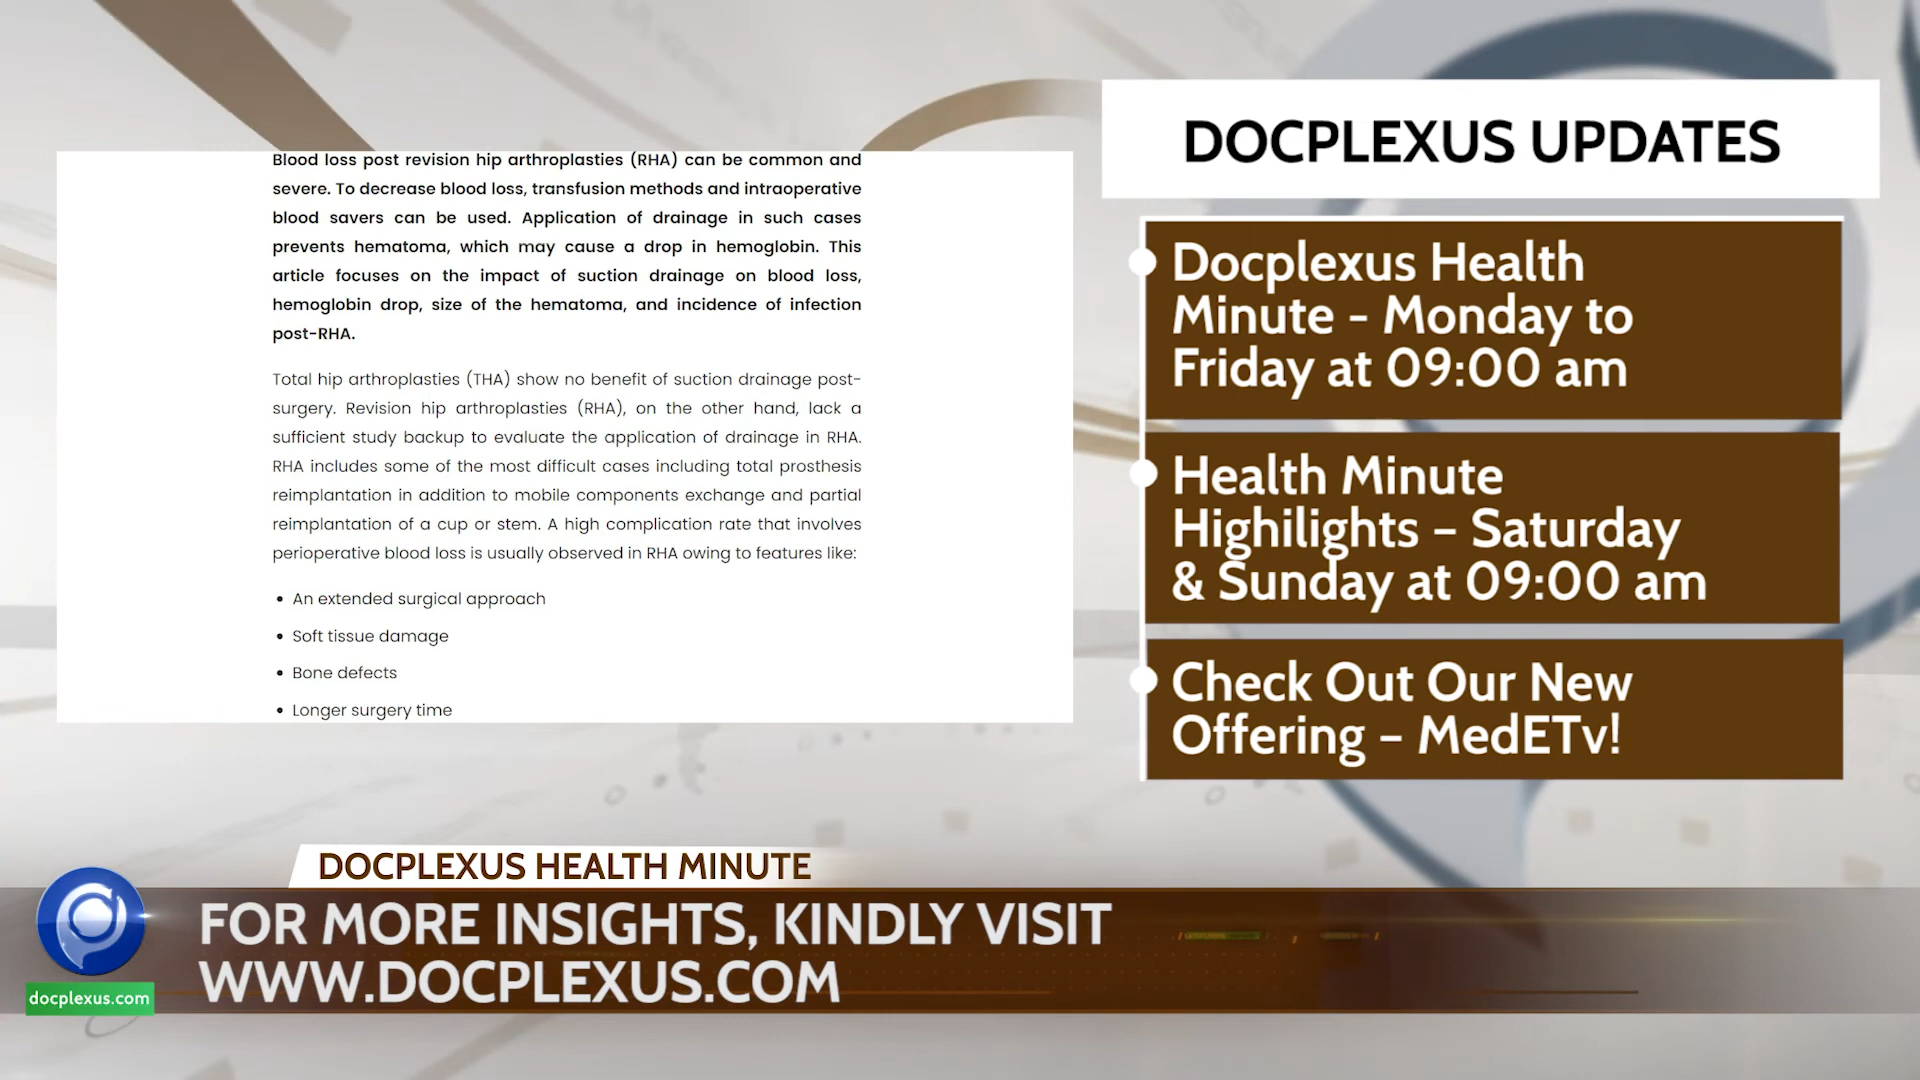 Blood loss post revision hip arthroplasties (RHA) can be common and
severe. To decrease blood loss, transfusion methods and intraoperative
blood savers can be used. Application of drainage in such cases
prevents hematoma, which may cause a drop in hemoglobin. This
article focuses on the impact of suction drainage on blood loss,
hemoglobin drop, size of the hematoma, and incidence of infection
post-RHA.
Total hip arthroplasties (THA) show no benefit of suction drainage post-
surgery. Revision hip arthroplasties (RHA), on the other hand, lack a
sufficient study backup to evaluate the application of drainage in RHA.
RHA includes some of the most difficult cases including total prosthesis
reimplantation in addition to mobile components exchange and partial
reimplantation of a cup or stem. A high complication rate that involves
perioperative blood loss is usually observed in RHA owing to features like:
• An extended surgical approach
• Soft tissue damage
• Bone defects
• Longer surgery time
DOCPLEXUS UPDATES
Docplexus Health
Minute - Monday to
Friday at 09:00 am
Health Minute
Highilights – Saturday
& Sunday at 09:00 am
Check Out Our New
Offering – MedETv!
DOCPLEXUS HEALTH MINUTE
FOR MORE INSIGHTS, KINDLY VISIT
WWW.DOCPLEXUS.COM
docplexus.com